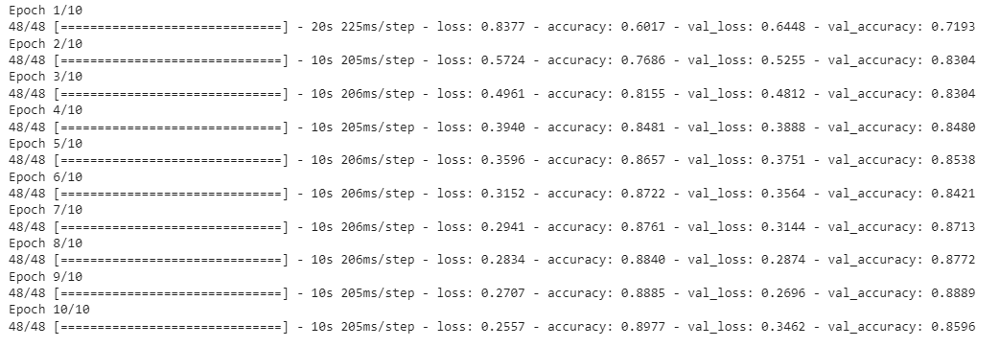 Epoch 1/10
48/48 [==============================] - 20s 225ms/step - loss: 0.8377 - accuracy: 0.6017 - val_loss: 0.6448 - val_accuracy: 0.7193
Epoch 2/10
48/48 [==============================] - 10s 205ms/step - loss: 0.5724 - accuracy: 0.7686 - val_loss: 0.5255 - val_accuracy: 0.8304
Epoch 3/10
48/48 [==============================] - 10s 206ms/step - loss: 0.4961 - accuracy: 0.8155 - val_loss: 0.4812 - val_accuracy: 0.8304
Epoch 4/10
48/48 [==============================] - 10s 205ms/step - loss: 0.3940 - accuracy: 0.8481 - val_loss: 0.3888 - val_accuracy: 0.8480
Epoch 5/10
48/48 [==============================] - 10s 206ms/step - loss: 0.3596 - accuracy: 0.8657 - val_loss: 0.3751 - val_accuracy: 0.8538
Epoch 6/10
48/48 [==============================] - 10s 206ms/step - loss: 0.3152 - accuracy: 0.8722 - val_loss: 0.3564 - val_accuracy: 0.8421
Epoch 7/10
48/48 [==============================] - 10s 206ms/step - loss: 0.2941 - accuracy: 0.8761 - val_loss: 0.3144 - val_accuracy: 0.8713
Epoch 8/10
48/48 [==============================] - 10s 206ms/step - loss: 0.2834 - accuracy: 0.8840 - val_loss: 0.2874 - val_accuracy: 0.8772
Epoch 9/10
48/48 [==============================] - 10s 205ms/step - loss: 0.2707 - accuracy: 0.8885 - val_loss: 0.2696 - val_accuracy: 0.8889
Epoch 10/10
48/48 [==============================] - 10s 205ms/step - loss: 0.2557 - accuracy: 0.8977 - val_loss: 0.3462 - val_accuracy: 0.8596